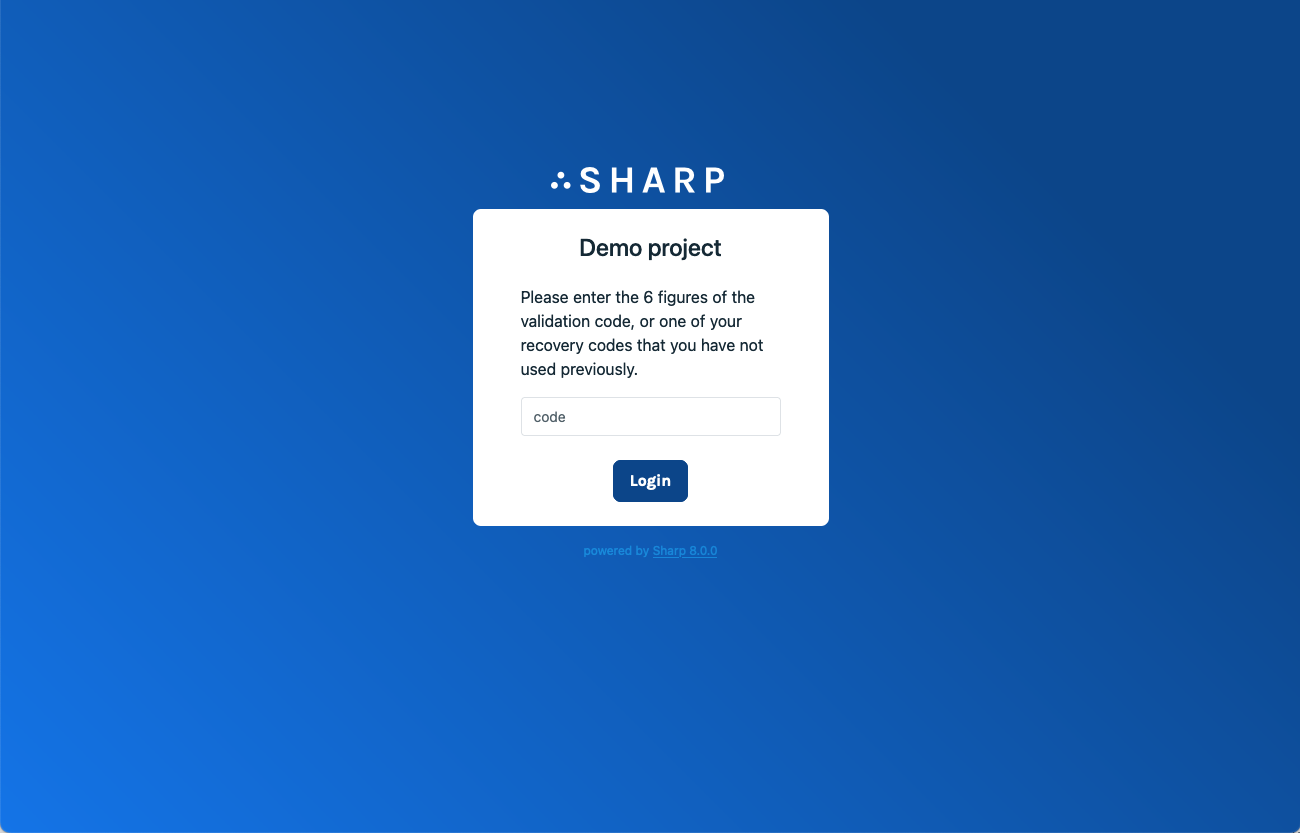 SHARP
Demo project
Please enter the 6 figures of the
validation code, or one of your
recovery codes that you have not
used previously.
code
Login
powered by Sharp 8.0.0